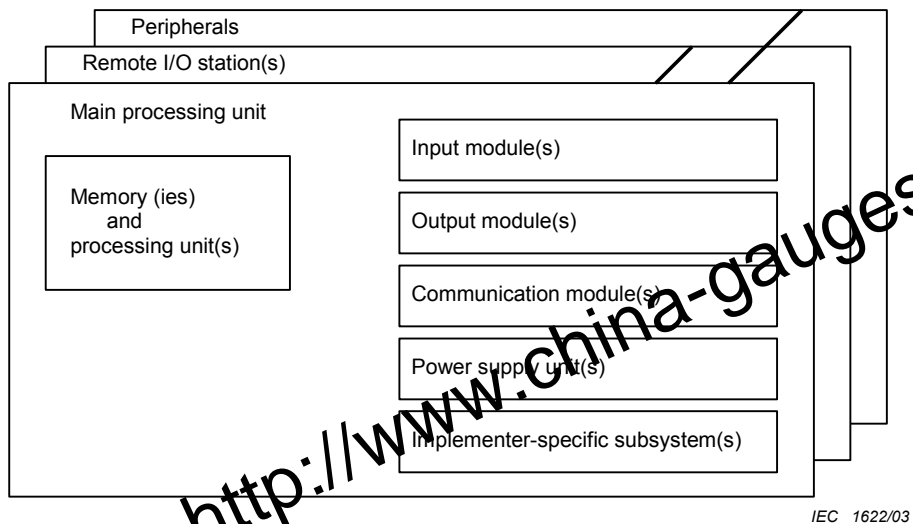 Peripherals
Remote I/O station(s)
Main processing unit
Memory (ies)
and
processing unit(s)
Input module(s)
Output module(s)
Communication module(s)
Power supply unit(s)
Implementer-specific subsystem(s)
http://www.china-gauges
IEC 1622/03